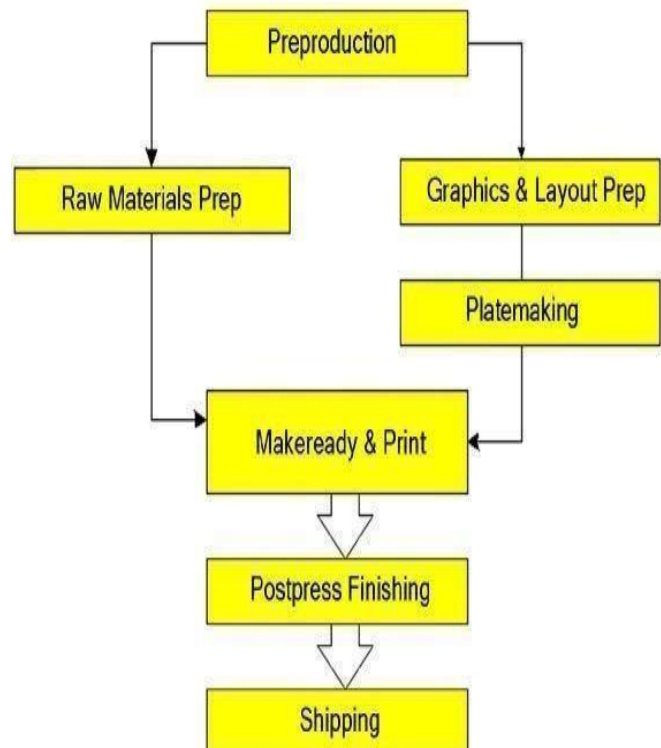 Preproduction
Raw Materials Prep
Graphics & Layout Prep
Platemaking
Makeready & Print
Postpress Finishing
Shipping